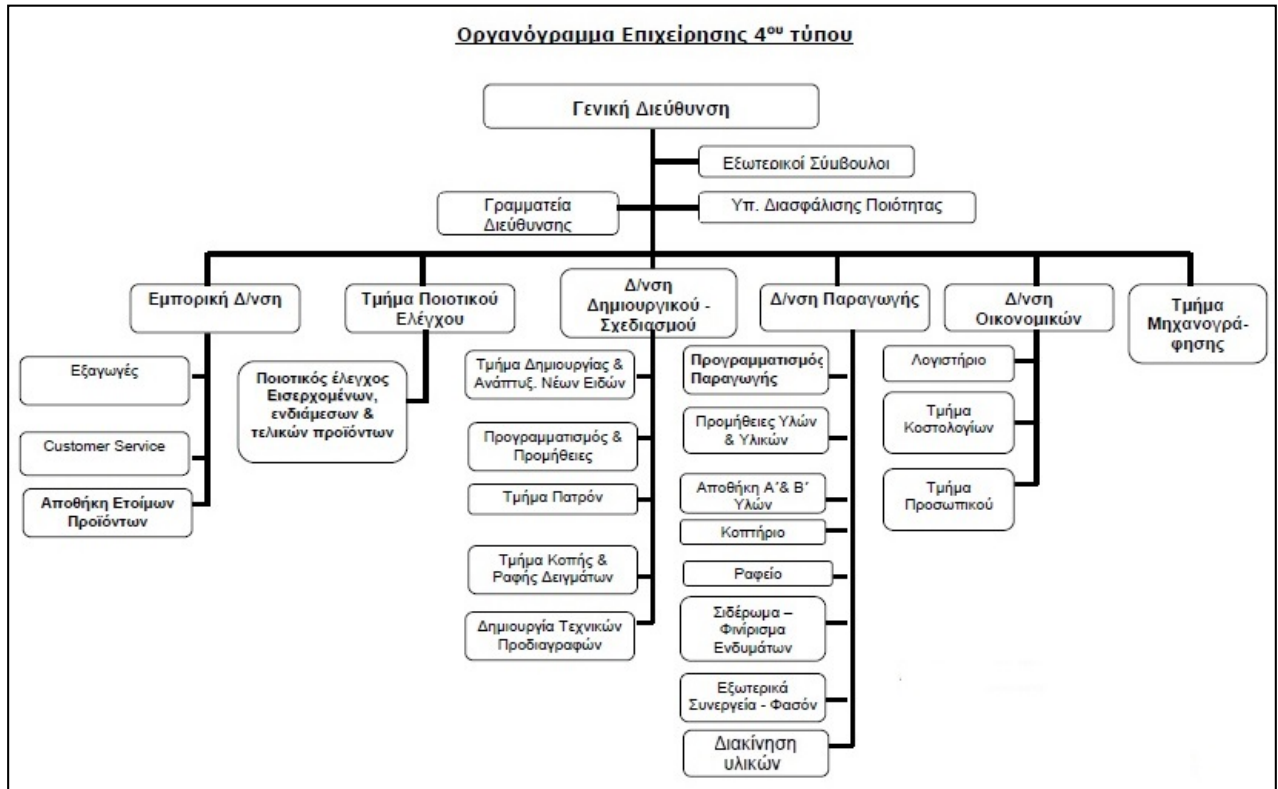 Οργανόγραμμα Επιχείρησης 4ου τύπου
Γενική Διεύθυνση
Εξωτερικοί Σύμβουλοι
Γραμματεία
Διεύθυνσης
Υπ. Διασφάλισης Ποιότητας
Εμπορική Δ/νση
Τμήμα Ποιοτικού
Ελέγχου
Δ/νση
Δημιουργικού -
Σχεδιασμού
Δ/νση Παραγωγής
Δ/νση
Οικονομικών
Τμήμα
Μηχανογρά-
φησης
Εξαγωγές
Customer Service
Αποθήκη Ετοίμων
Προϊόντων
Ποιοτικός έλεγχος
Εισερχομένων,
ενδιάμεσων &
τελικών προϊόντων
Τμήμα Δημιουργίας &
Ανάπτυξ. Νέων Ειδών
Προγραμματισμός &
Προμήθειες
Τμήμα Πατρόν
Τμήμα Κοπής &
Ραφής Δειγμάτων
Δημιουργία Τεχνικών
Προδιαγραφών
Προγραμματισμός
Παραγωγής
Προμήθειες Υλών
& Υλικών
Αποθήκη Α΄& Β΄
Υλών
Κοπτήριο
Ραφείο
Σιδέρωμα –
Φινίρισμα
Ενδυμάτων
Εξωτερικά
Συνεργεία - Φασόν
Διακίνηση
υλικών
Λογιστήριο
Τμήμα
Κοστολογίων
Τμήμα
Προσωπικού